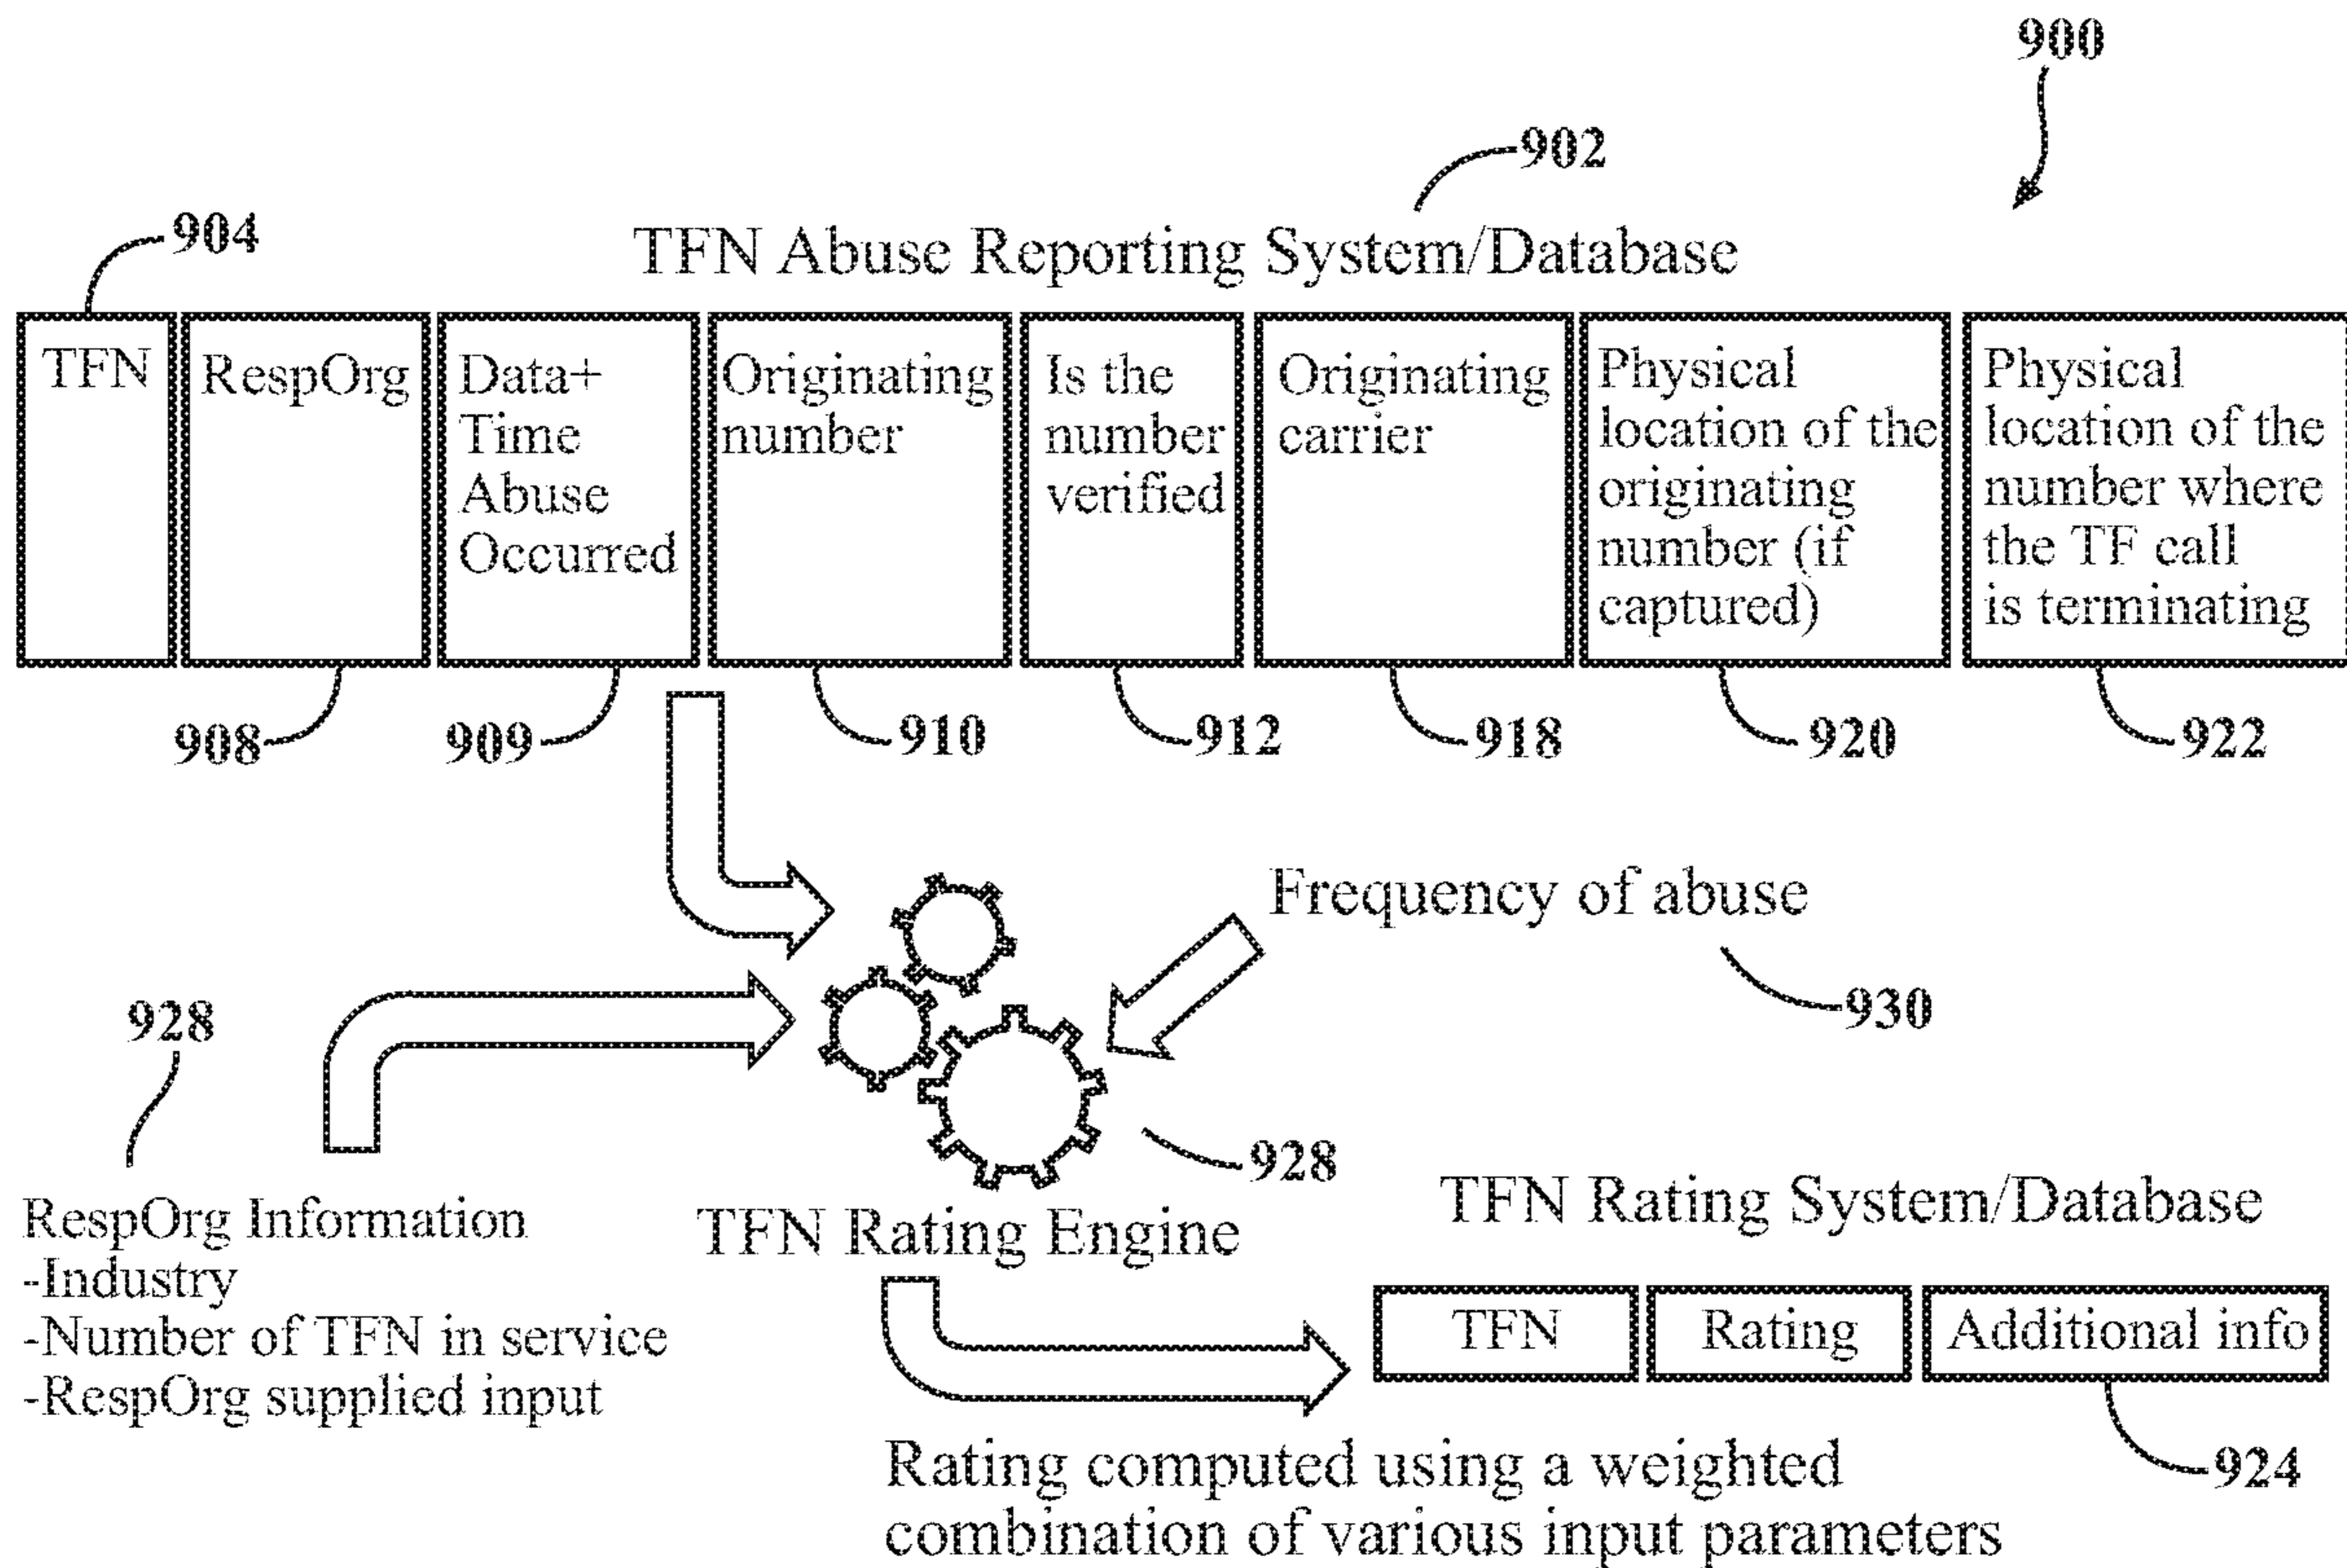 900
902
904
TFN Abuse Reporting System/Database
TFN
RespOrg
Data+
Time
Abuse
Occurred
Originating
number
Is the
number
verified
Originating
carrier
Physical
location of the
originating
number (if
captured)
Physical
location of the
number where
the TF call
is terminating
908
909
910
912
918
920
922
Frequency of abuse
930
928
RespOrg Information
-Industry
-Number of TFN in service
-RespOrg supplied input
928
TFN Rating Engine
TFN Rating System/Database
TFN
Rating
Additional info
924
Rating computed using a weighted
combination of various input parameters